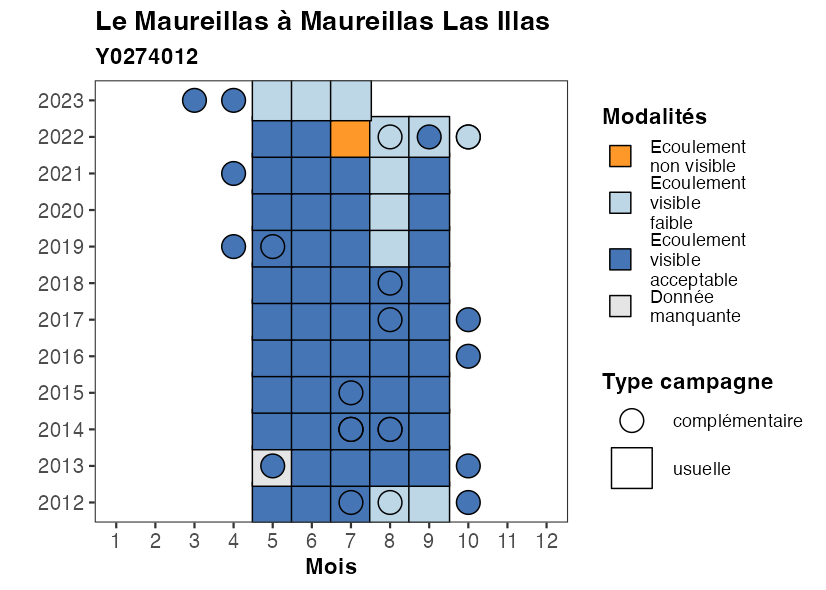 Le Maureillas à Maureillas Las Illas
Y0274012
2023
2022
2021
2020
2019
2018
2017
2016
2015
2014
2013
2012
1 2 3 4 5 6 7 8 9 10 11 12
Mois
Modalités
Ecoulement
non visible
Ecoulement
visible
faible
Ecoulement
visible
acceptable
Donnée
manquante
Type campagne
complémentaire
usuelle